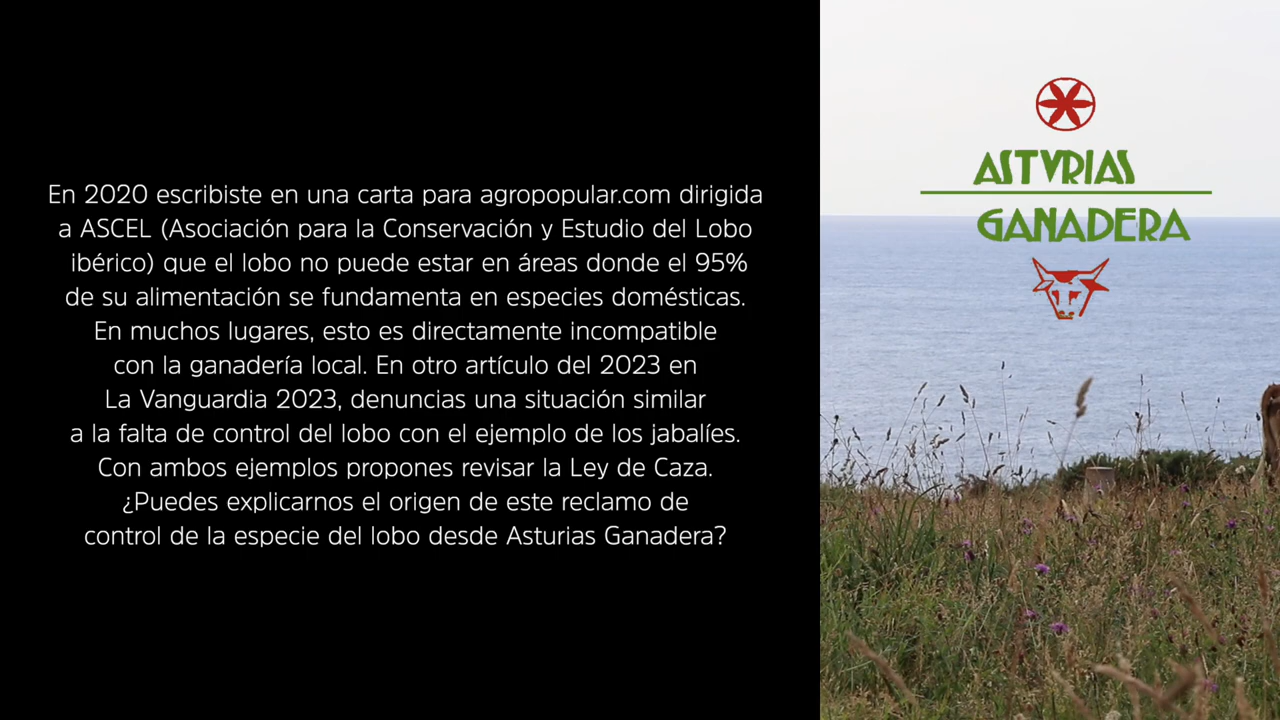 En 2020 escribiste en una carta para agropopular.com dirigida
a ASCEL (Asociación para la Conservación y Estudio del Lobo
ibérico) que el lobo no puede estar en áreas donde el 95%
de su alimentación se fundamenta en especies domésticas.
En muchos lugares, esto es directamente incompatible
con la ganadería local. En otro artículo del 2023 en
La Vanguardia 2023, denuncias una situación similar
a la falta de control del lobo con el ejemplo de los jabalíes.
Con ambos ejemplos propones revisar la Ley de Caza.
¿Puedes explicarnos el origen de este reclamo de
control de la especie del lobo desde Asturias Ganadera?
ASTVRIAS
GANADERA